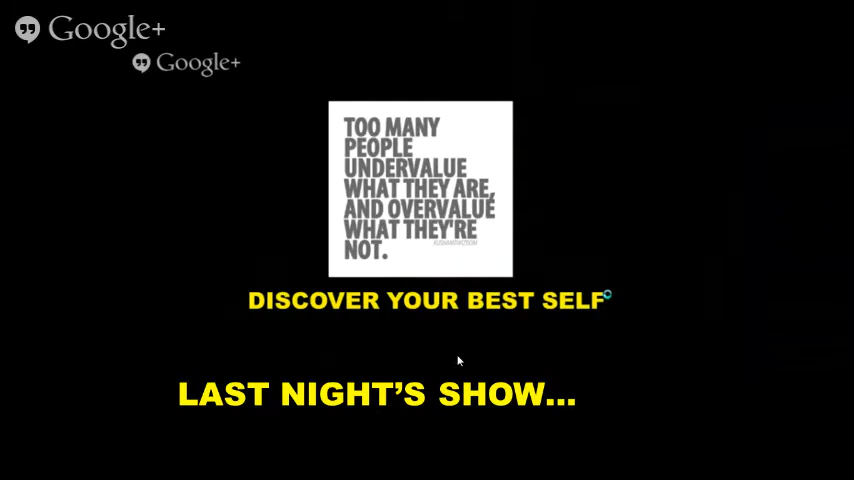 Google+
Google+
TOO MANY
PEOPLE
UNDERVALUE
WHAT THEY ARE,
AND OVERVALUE
WHAT THEY'RE
NOT.
DISCOVER YOUR BEST SELF
LAST NIGHT’S SHOW...